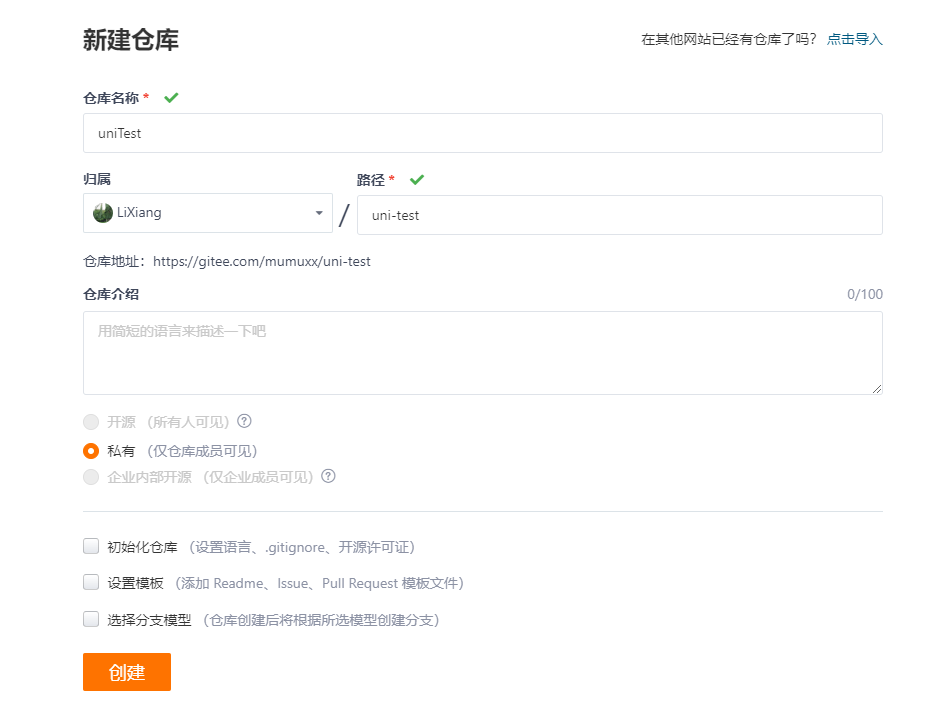 新建仓库
在其他网站已经有仓库了吗？ 点击导入
仓库名称 *
uniTest
归属
路径 *
LiXiang / uni-test
仓库地址：https://gitee.com/mumuxx/uni-test
仓库介绍 0/100
用简短的语言来描述一下吧
开源 （所有人可见） ?
私有 （仅仓库成员可见）
企业内部开源 （仅企业成员可见） ?
初始化仓库 （设置语言、.gitignore、开源许可证）
设置模板 （添加 Readme、Issue、Pull Request 模板文件）
选择分支模型 （仓库创建后将根据所选模型创建分支）
创建